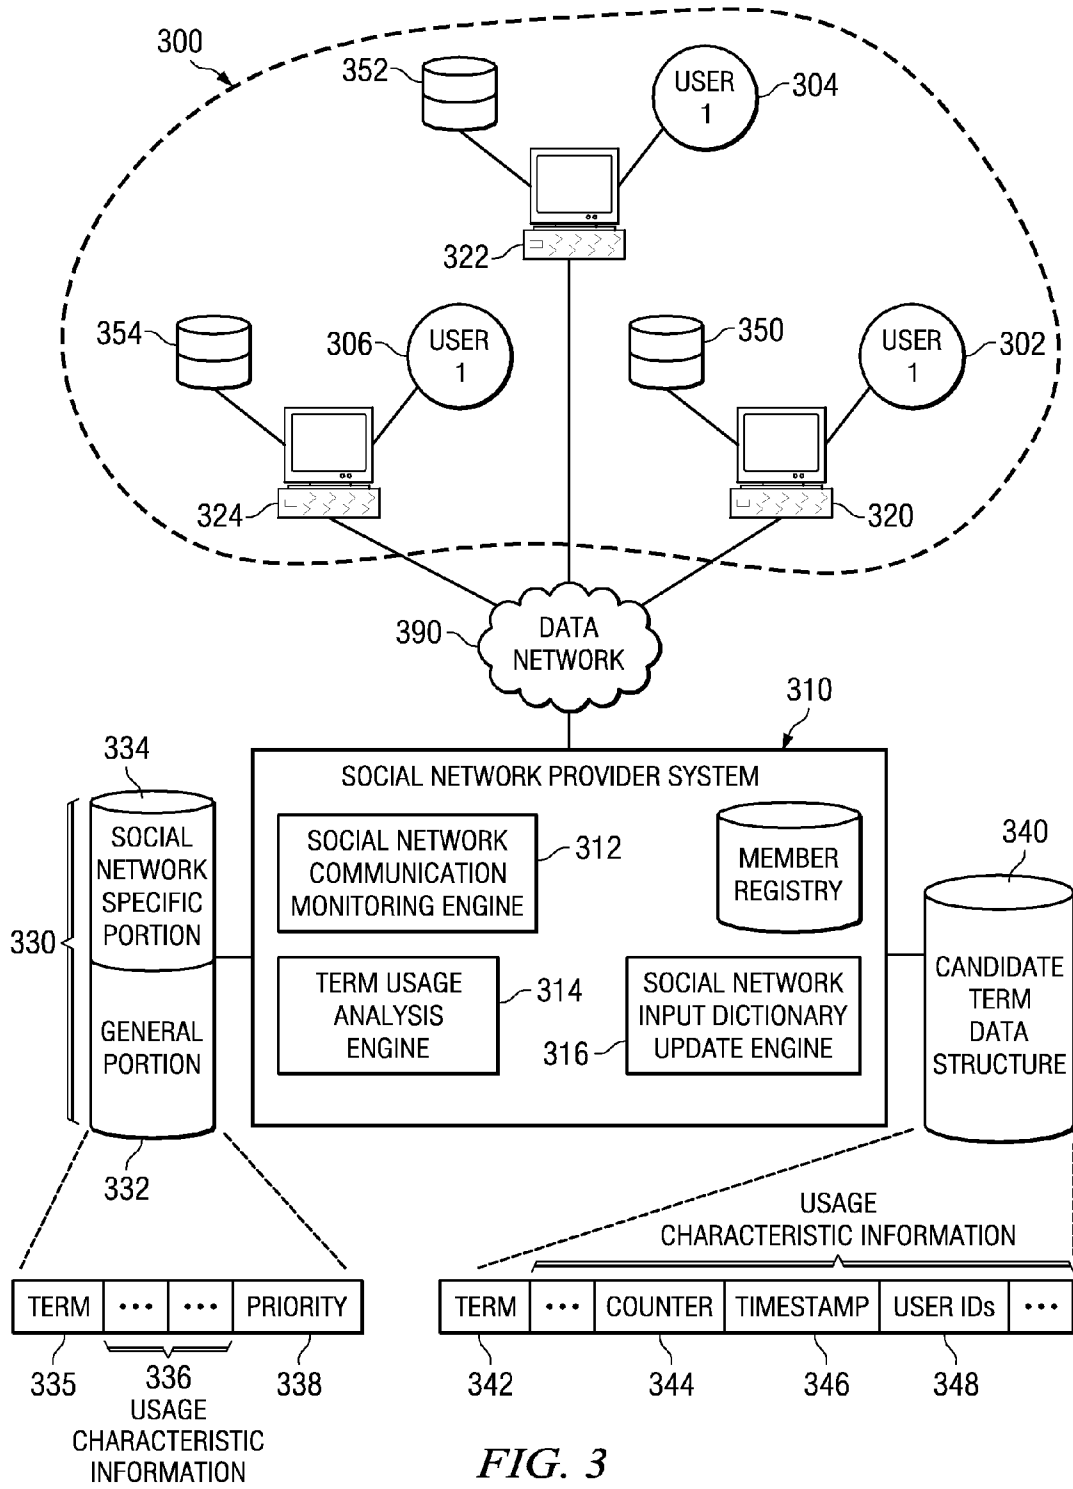 300
352
USER
1
304
322
354
306
USER
1
350
USER
1
302
324
320
390
DATA
NETWORK
310
334
SOCIAL NETWORK PROVIDER SYSTEM
SOCIAL
NETWORK
SPECIFIC
PORTION
330
GENERAL
PORTION
332
SOCIAL NETWORK
COMMUNICATION
MONITORING ENGINE
312
MEMBER
REGISTRY
TERM USAGE
ANALYSIS
ENGINE
314
SOCIAL NETWORK
INPUT DICTIONARY
UPDATE ENGINE
316
340
CANDIDATE
TERM
DATA
STRUCTURE
USAGE
CHARACTERISTIC INFORMATION
TERM ••• ••• PRIORITY
335
336
338
USAGE
CHARACTERISTIC
INFORMATION
TERM ••• COUNTER TIMESTAMP USER IDs •••
342
344
346
348
FIG. 3